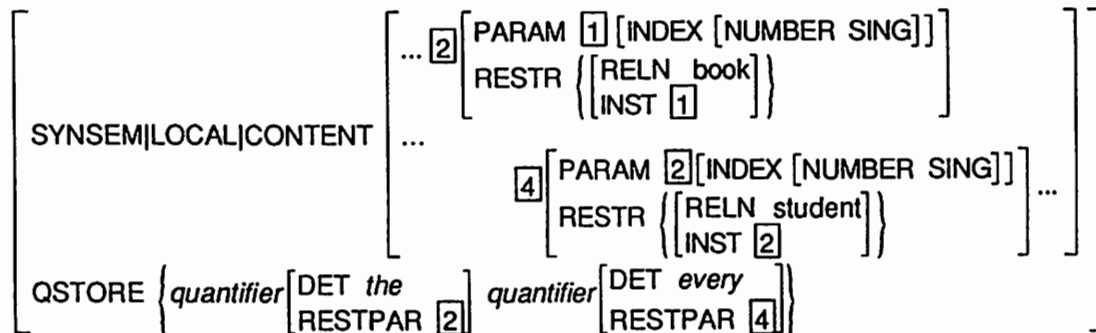 ... [2] [PARAM [1] [INDEX [NUMBER SING]]
RESTR {[RELN book]
INST [1]}]
SYNSEM|LOCAL|CONTENT
...
[4] [PARAM [2] [INDEX [NUMBER SING]] ...
RESTR {[RELN student]
INST [2]}]
QSTORE {quantifier [DET the quantifier [DET every
RESTPAR [2]] RESTPAR [4]]}